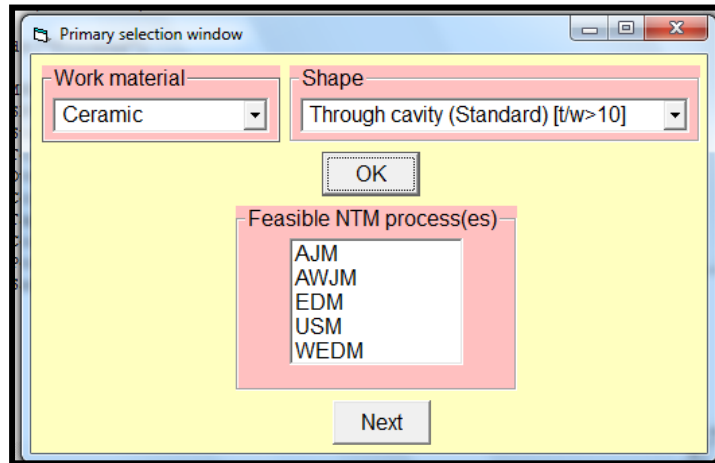 Primary selection window
Work material
Shape
Ceramic
Through cavity (Standard) [t/w>10]
OK
Feasible NTM process(es)
AJM
AWJM
EDM
USM
WEDM
Next